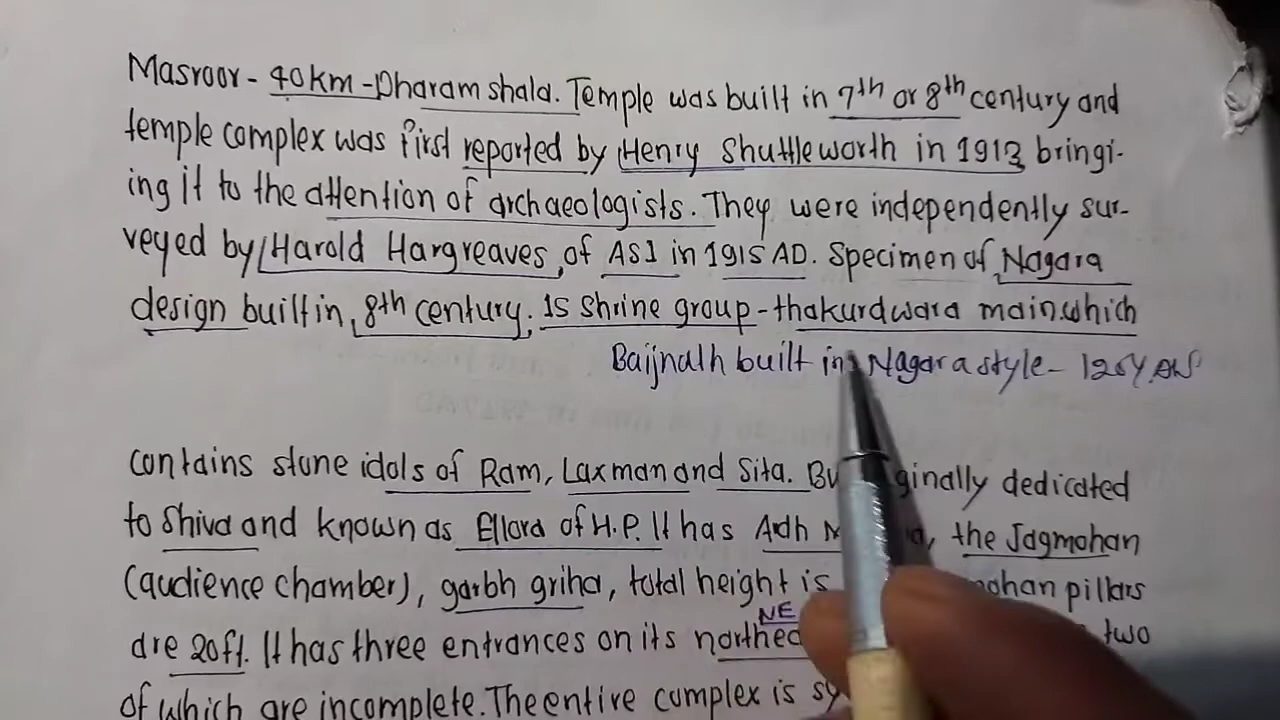 Masroor - 40km - Dharamshala. Temple was built in 7th or 8th century and
temple complex was first reported by Henry Shuttleworth in 1913 bringi-
ing it to the attention of archaeologists. They were independently sur-
veyed by Harold Hargreaves, of ASI in 1915 AD. Specimen of Nagara
design built in, 8th century. 15 Shrine group - thakurdwara main which
Baijnath built in Nagara style - 1204 AD
contains stone idols of Ram, Laxman and Sita. originally dedicated
to Shiva and known as Ellora of H.P. It has Ardh the Jagmohan
(audience chamber), garbh griha, total height is pillars
are 20ft. It has three entrances on its NE two
of which are incomplete. The entire complex is